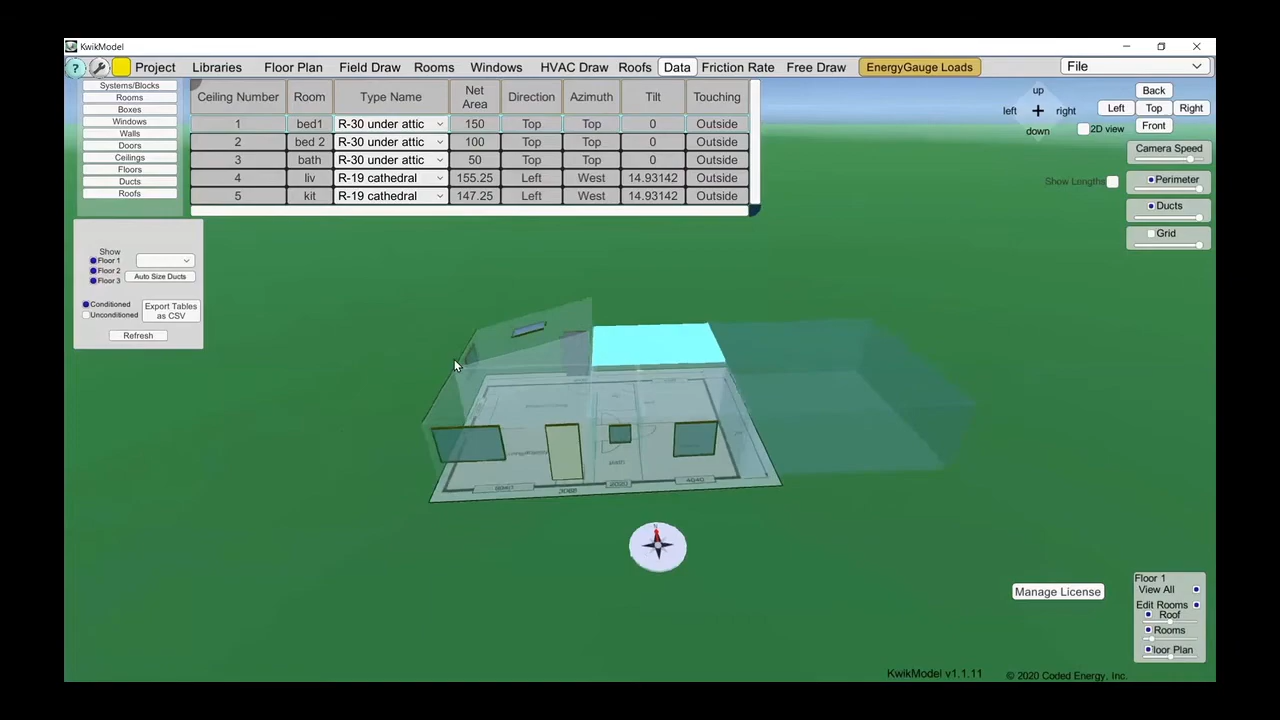 KwikModel
? Project Libraries Floor Plan Field Draw Rooms Windows HVAC Draw Roofs Data Friction Rate Free Draw EnergyGauge Loads File
Systems/Blocks
Rooms
Boxes
Windows
Walls
Doors
Ceilings
Floors
Ducts
Roofs
Ceiling Number Room Type Name Net Area Direction Azimuth Tilt Touching
1 bed1 R-30 under attic 150 Top Top 0 Outside
2 bed 2 R-30 under attic 100 Top Top 0 Outside
3 bath R-30 under attic 50 Top Top 0 Outside
4 liv R-19 cathedral 155.25 Left West 14.93142 Outside
5 kit R-19 cathedral 147.25 Left West 14.93142 Outside
Show
Floor 1
Floor 2
Floor 3
Auto Size Ducts
Conditioned
Unconditioned
Export Tables
as CSV
Refresh
up
left right
down
Back
Left Top Right
Front
2D view
Camera Speed
Show Lengths
Perimeter
Ducts
Grid
N
Manage License
Floor 1
View All
Edit Rooms
Roof
Rooms
loor Plan
KwikModel v1.1.11
© 2020 Coded Energy, Inc.